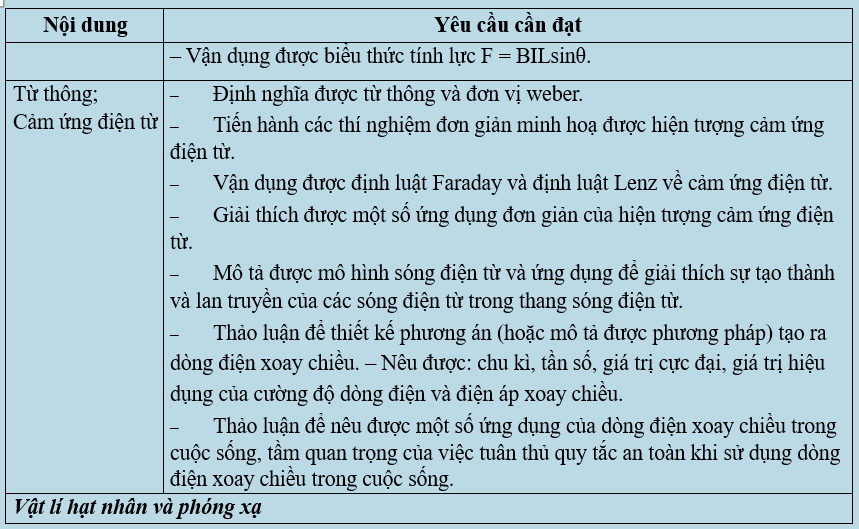 Nội dung
Yêu cầu cần đạt
– Vận dụng được biểu thức tính lực F = BILsinθ.
Từ thông;
Cảm ứng điện từ
– Định nghĩa được từ thông và đơn vị weber.
– Tiến hành các thí nghiệm đơn giản minh hoạ được hiện tượng cảm ứng
điện từ.
– Vận dụng được định luật Faraday và định luật Lenz về cảm ứng điện từ.
– Giải thích được một số ứng dụng đơn giản của hiện tượng cảm ứng điện
từ.
– Mô tả được mô hình sóng điện từ và ứng dụng để giải thích sự tạo thành
và lan truyền của các sóng điện từ trong thang sóng điện từ.
– Thảo luận để thiết kế phương án (hoặc mô tả được phương pháp) tạo ra
dòng điện xoay chiều. – Nêu được: chu kì, tần số, giá trị cực đại, giá trị hiệu
dụng của cường độ dòng điện và điện áp xoay chiều.
– Thảo luận để nêu được một số ứng dụng của dòng điện xoay chiều trong
cuộc sống, tầm quan trọng của việc tuân thủ quy tắc an toàn khi sử dụng dòng
điện xoay chiều trong cuộc sống.
Vật lí hạt nhân và phóng xạ